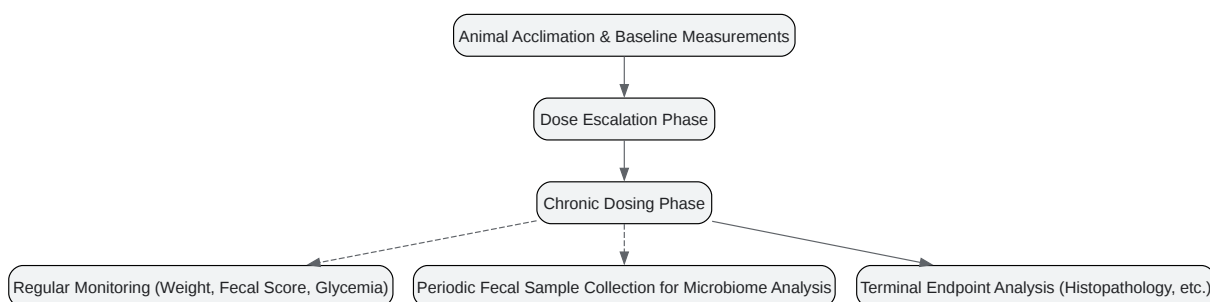 Animal Acclimation & Baseline Measurements
Dose Escalation Phase
Chronic Dosing Phase
Regular Monitoring (Weight, Fecal Score, Glycemia)
Periodic Fecal Sample Collection for Microbiome Analysis
Terminal Endpoint Analysis (Histopathology, etc.)